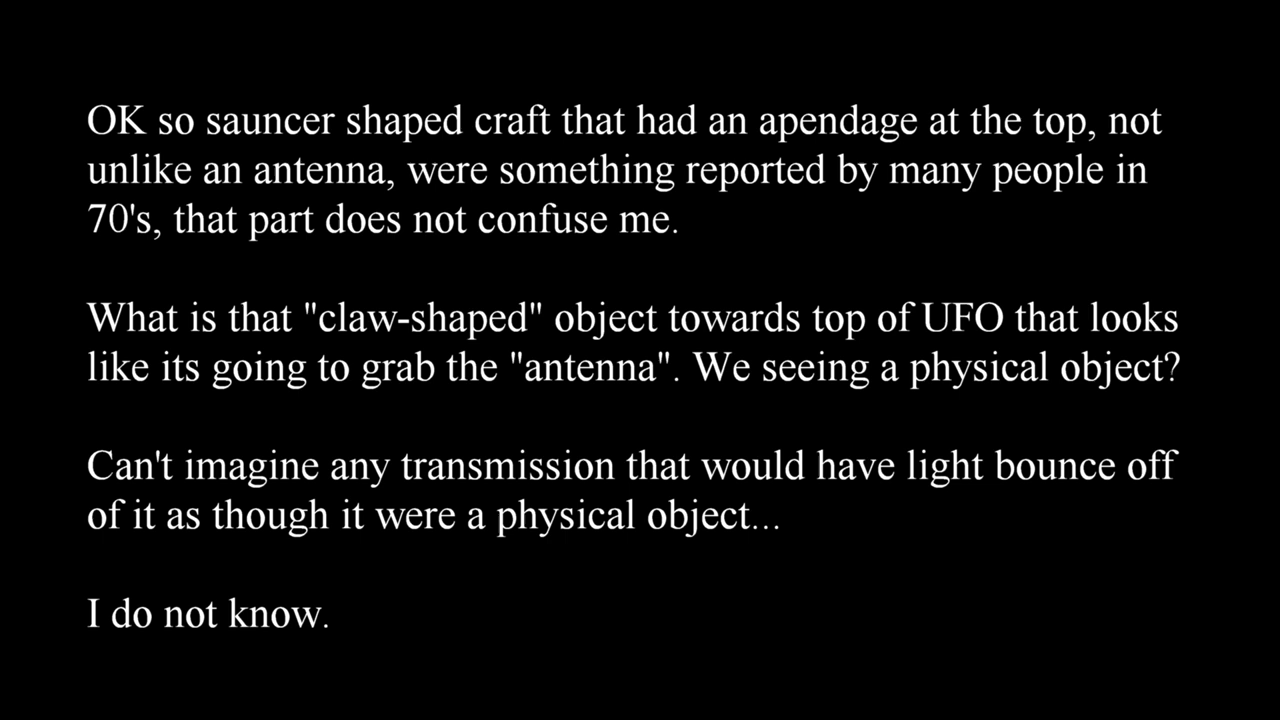 OK so sauncer shaped craft that had an apendage at the top, not
unlike an antenna, were something reported by many people in
70's, that part does not confuse me.
What is that "claw-shaped" object towards top of UFO that looks
like its going to grab the "antenna". We seeing a physical object?
Can't imagine any transmission that would have light bounce off
of it as though it were a physical object...
I do not know.